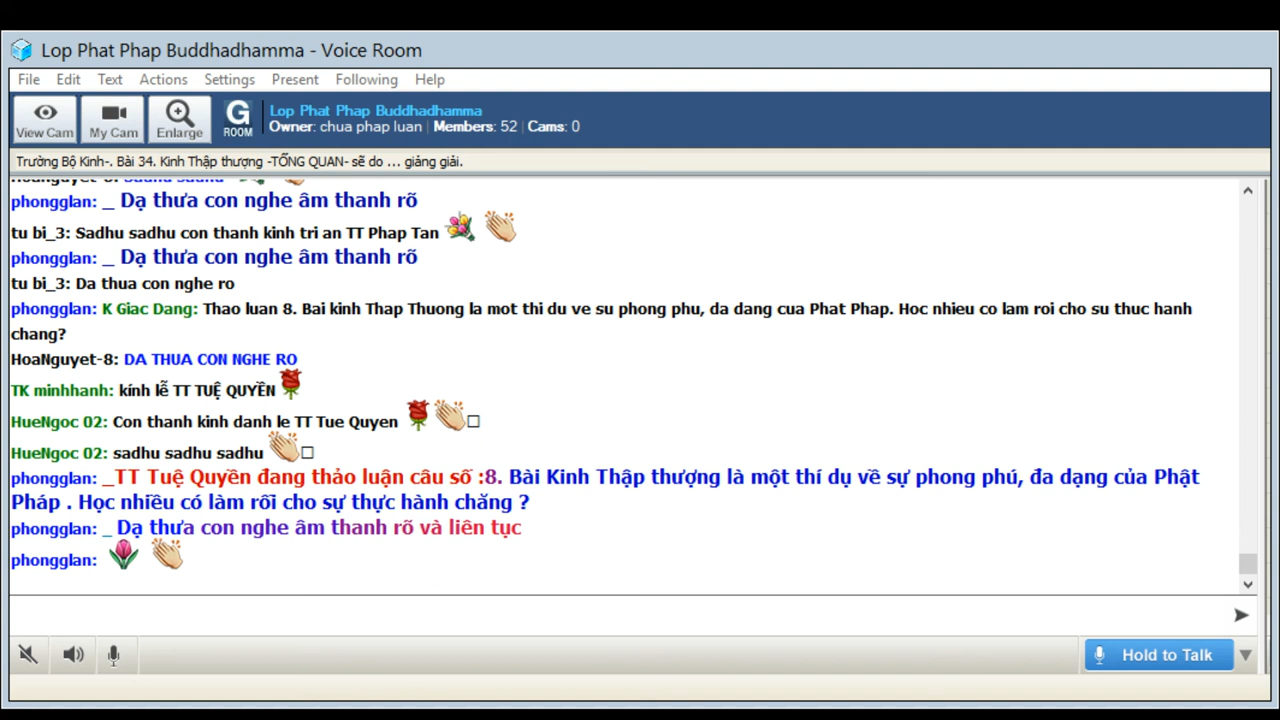 Lop Phat Phap Buddhadhamma - Voice Room
File Edit Text Actions Settings Present Following Help
View Cam My Cam Enlarge G ROOM
Lop Phat Phap Buddhadhamma
Owner: chua phap luan | Members: 52 | Cams: 0
Trường Bộ Kinh-. Bài 34. Kinh Thập thượng -TỔNG QUAN- sẽ do ... giảng giải.
HoaNguyet-8: Sadhu sadhu
phongglan: _ Dạ thưa con nghe âm thanh rõ
tu bi_3: Sadhu sadhu con thanh kinh tri an TT Phap Tan
phongglan: _ Dạ thưa con nghe âm thanh rõ
tu bi_3: Da thua con nghe ro
phongglan: K Giac Dang: Thao luan 8. Bai kinh Thap Thuong la mot thi du ve su phong phu, da dang cua Phat Phap. Hoc nhieu co lam roi cho su thuc hanh
chang?
HoaNguyet-8: DA THUA CON NGHE RO
TK minhhanh: kính lễ TT TUỆ QUYỀN
HueNgoc 02: Con thanh kinh danh le TT Tue Quyen
HueNgoc 02: sadhu sadhu sadhu
phongglan: _TT Tuệ Quyền đang thảo luận câu số :8. Bài Kinh Thập thượng là một thí dụ về sự phong phú, đa dạng của Phật
Pháp . Học nhiều có làm rối cho sự thực hành chăng ?
phongglan: _ Dạ thưa con nghe âm thanh rõ và liên tục
phongglan:
Hold to Talk